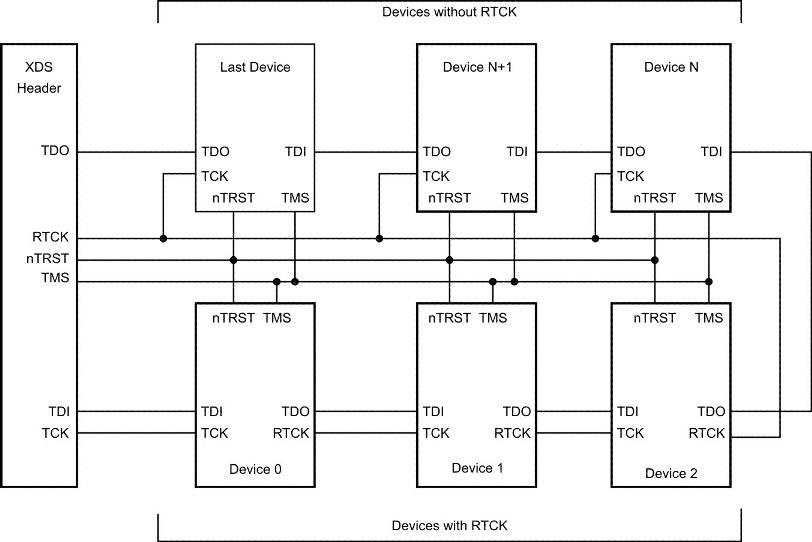 Devices without RTCK
XDS
Header
Last Device
Device N+1
Device N
TDO
TDO
TDI
TDO
TDI
TDO
TDI
TCK
TCK
TCK
nTRST
TMS
nTRST
TMS
nTRST
TMS
RTCK
nTRST
TMS
nTRST
TMS
nTRST
TMS
nTRST
TMS
TDI
TDI
TDO
TDI
TDO
TDI
TDO
TCK
TCK
RTCK
TCK
RTCK
TCK
RTCK
Device 0
Device 1
Device 2
Devices with RTCK